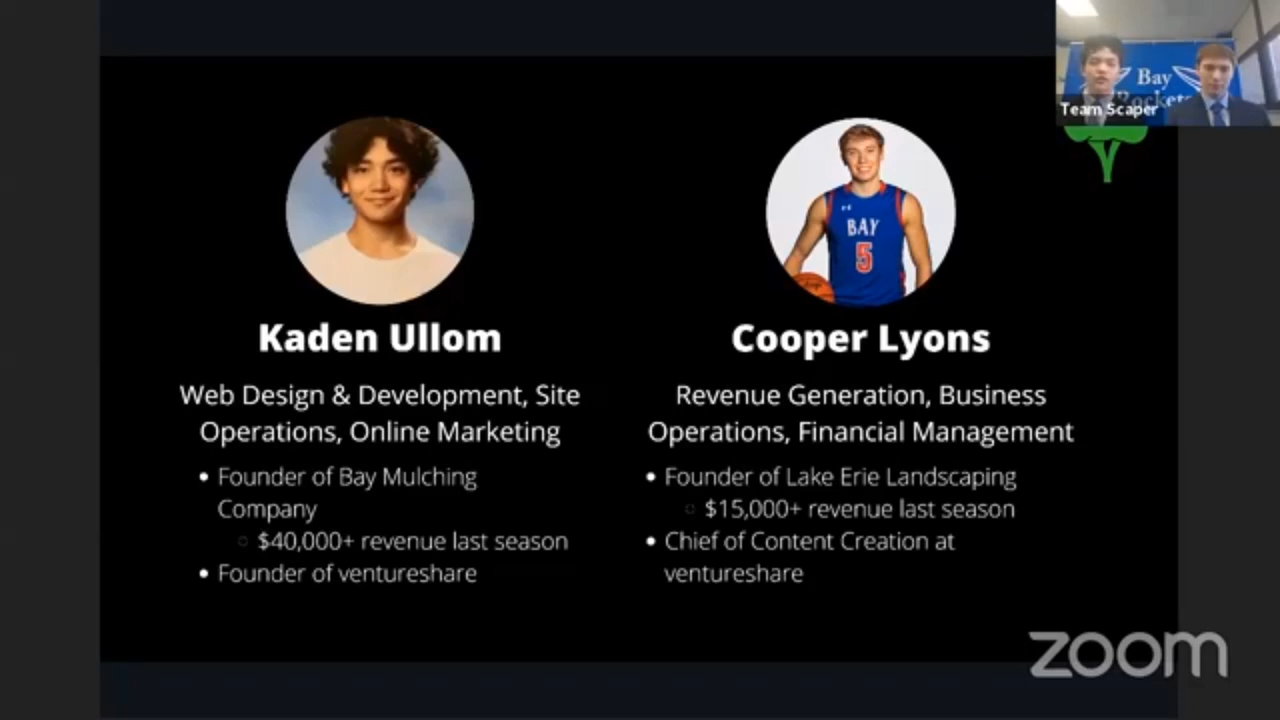 Bay
Rockets
Team Scaper
BAY
5
Kaden Ullom
Cooper Lyons
Web Design & Development, Site
Operations, Online Marketing
Revenue Generation, Business
Operations, Financial Management
• Founder of Bay Mulching
Company
$40,000+ revenue last season
• Founder of ventureshare
• Founder of Lake Erie Landscaping
$15,000+ revenue last season
• Chief of Content Creation at
ventureshare
zoom